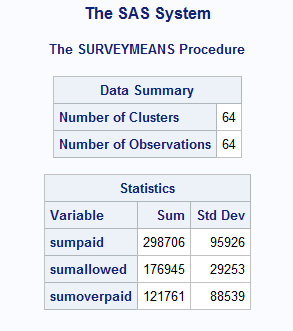 The SAS System
The SURVEYMEANS Procedure
Data Summary
Number of Clusters 64
Number of Observations 64
Statistics
Variable Sum Std Dev
sumpaid 298706 95926
sumallowed 176945 29253
sumoverpaid 121761 88539